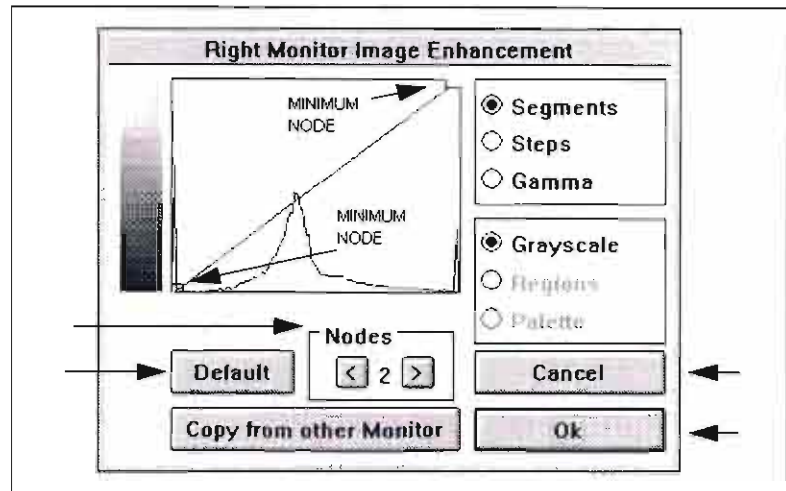 Right Monitor Image Enhancement
MINIMUM
NODE
MINIMUM
NODE
Segments
Steps
Gamma
Grayscale
Regions
Palette
Nodes
< 2 >
Default
Cancel
Copy from other Monitor
Ok